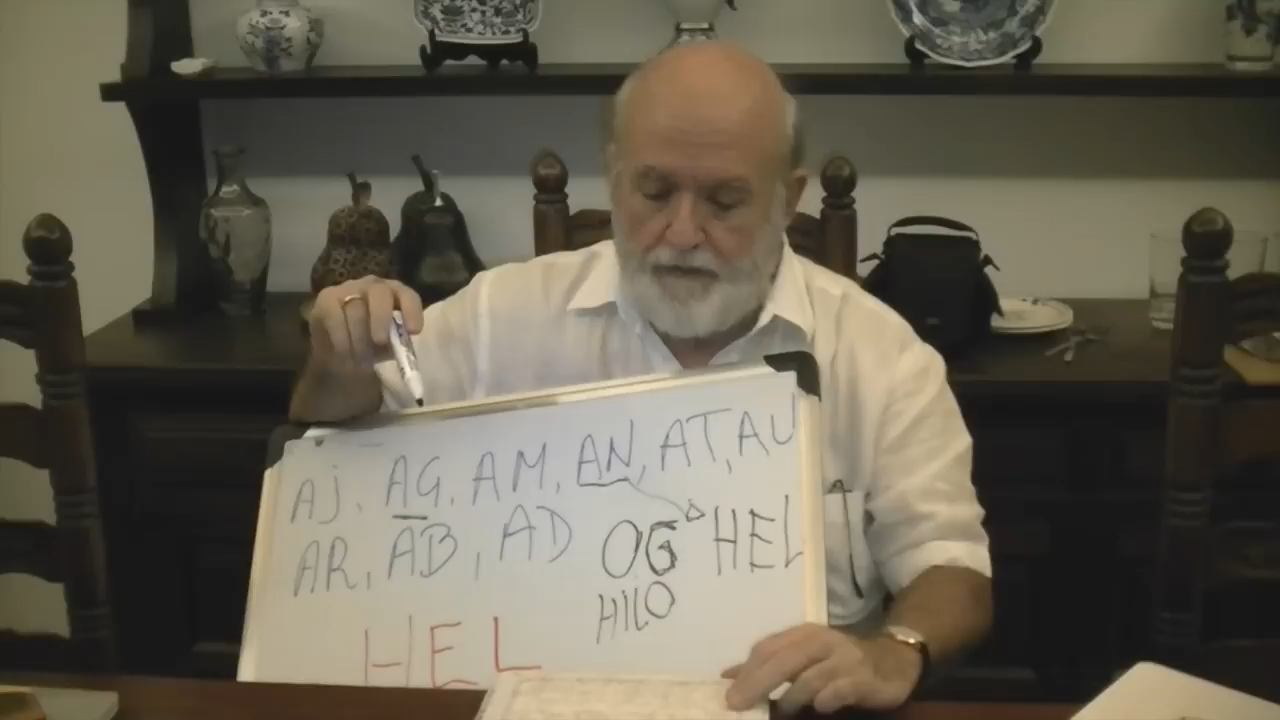 AJ, AG, AM, AN, AT, AU
AR, AB, AD OG HEL
HILO
HEL